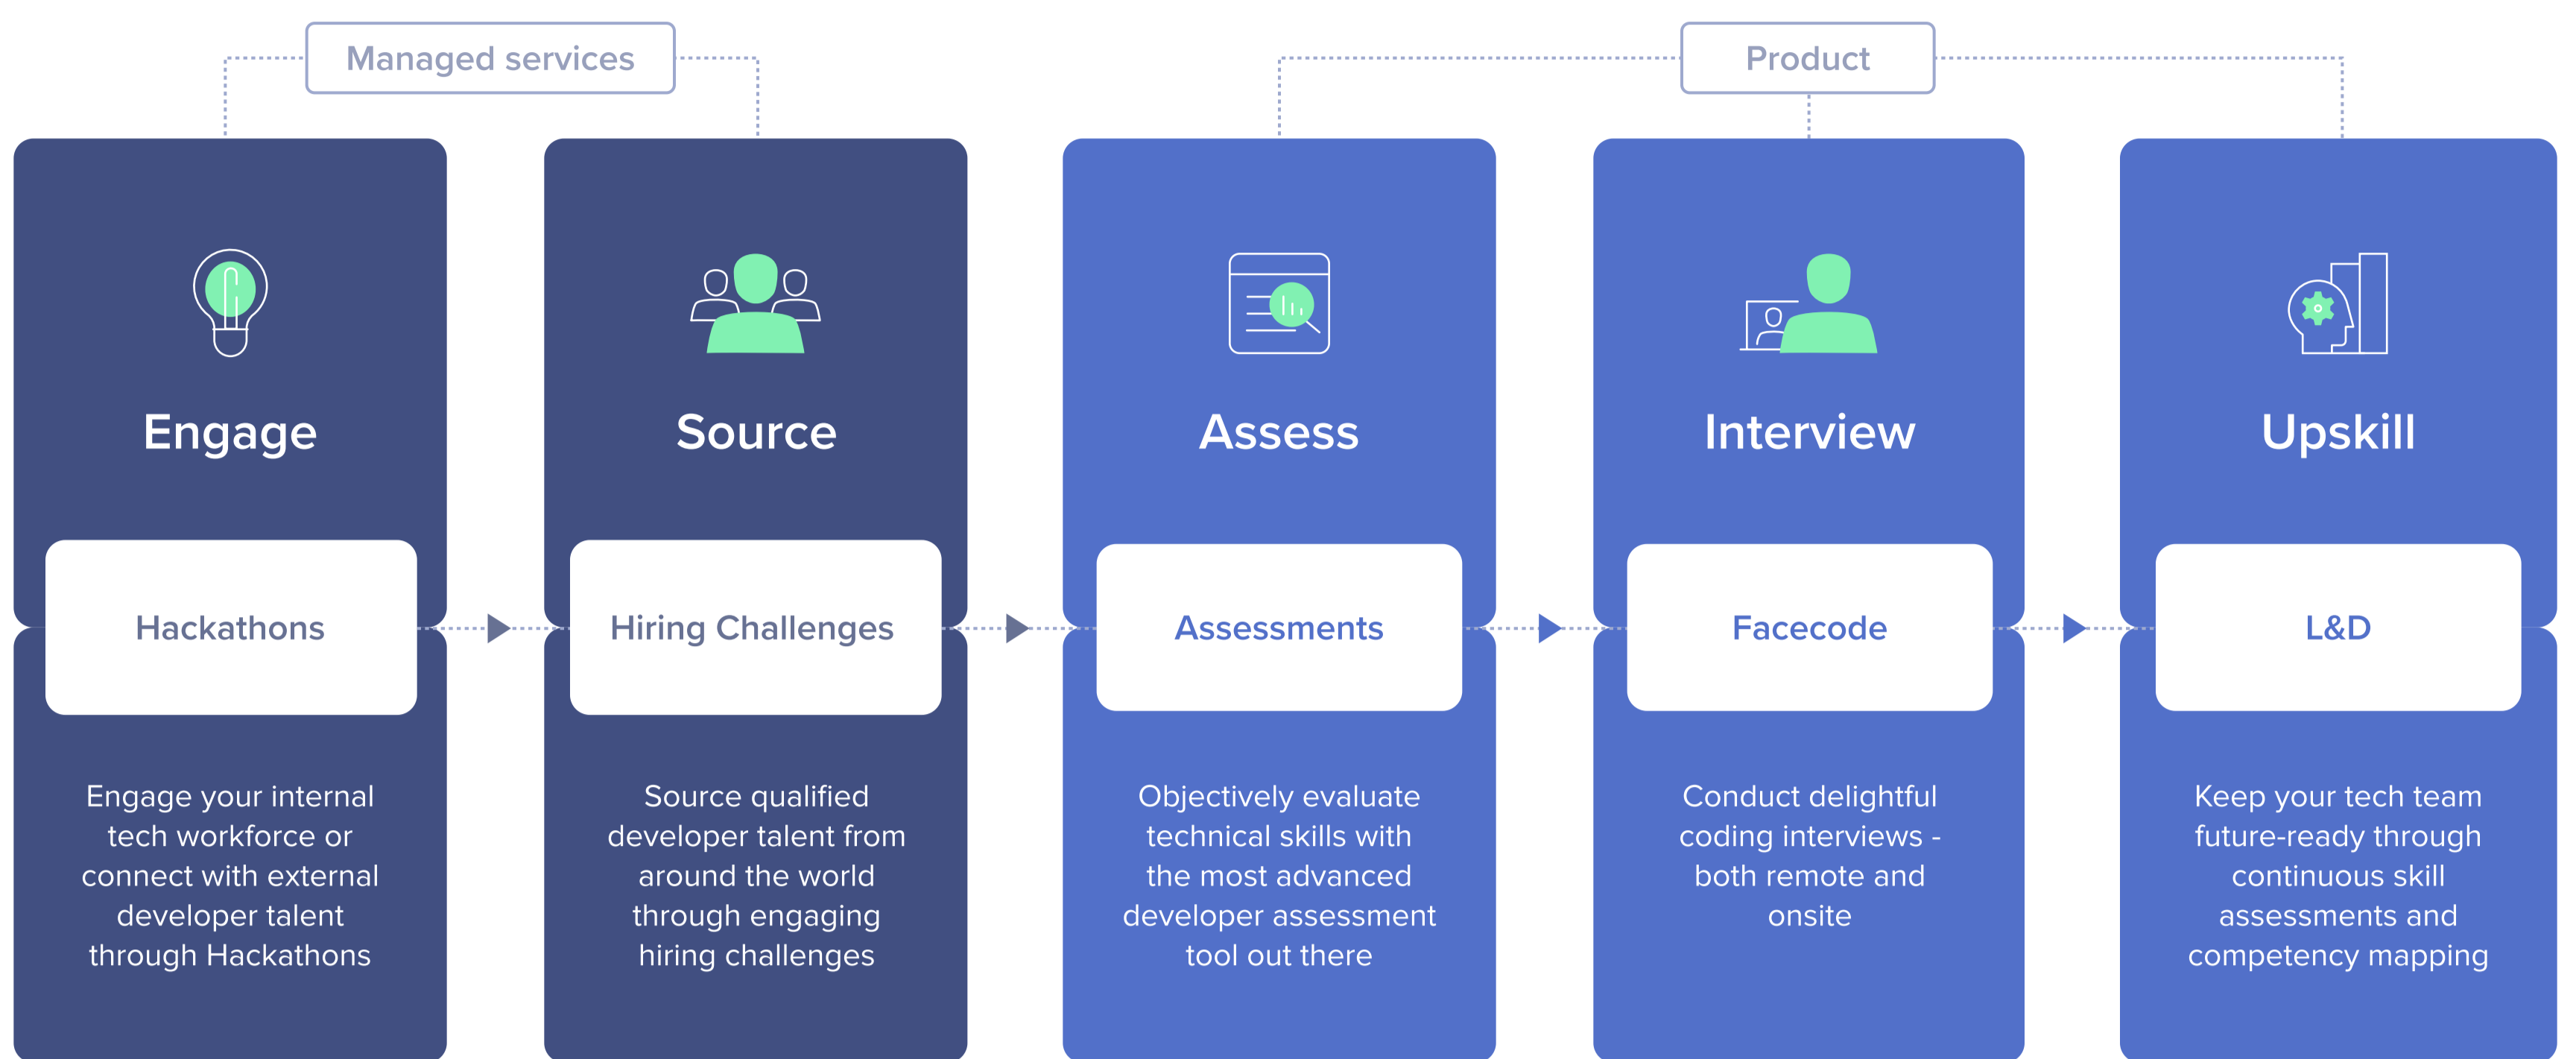 Managed services
Product
Engage
Hackathons
Engage your internal
tech workforce or
connect with external
developer talent
through Hackathons
Source
Hiring Challenges
Source qualified
developer talent from
around the world
through engaging
hiring challenges
Assess
Assessments
Objectively evaluate
technical skills with
the most advanced
developer assessment
tool out there
Interview
Facecode
Conduct delightful
coding interviews -
both remote and
onsite
Upskill
L&D
Keep your tech team
future-ready through
continuous skill
assessments and
competency mapping